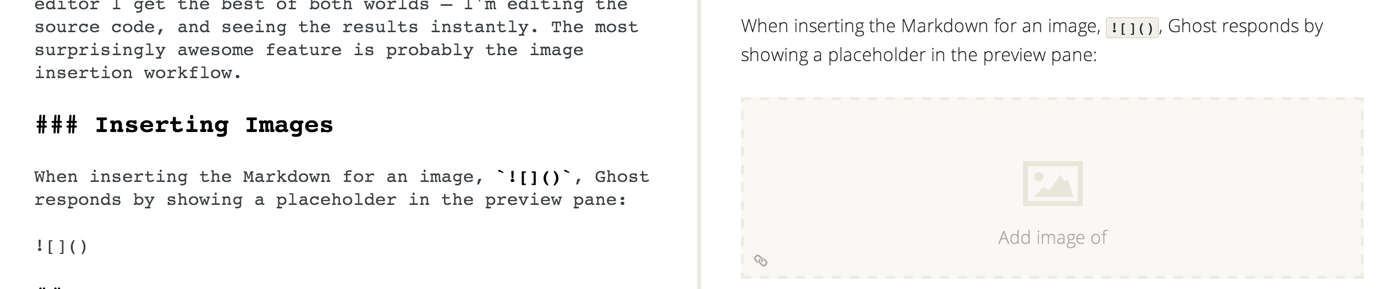 editor I get the best of both worlds — I'm editing the
source code, and seeing the results instantly. The most
surprisingly awesome feature is probably the image
insertion workflow.
### Inserting Images
When inserting the Markdown for an image, `![]()`, Ghost
responds by showing a placeholder in the preview pane:
![]()
When inserting the Markdown for an image, ![](), Ghost responds by
showing a placeholder in the preview pane:
Add image of